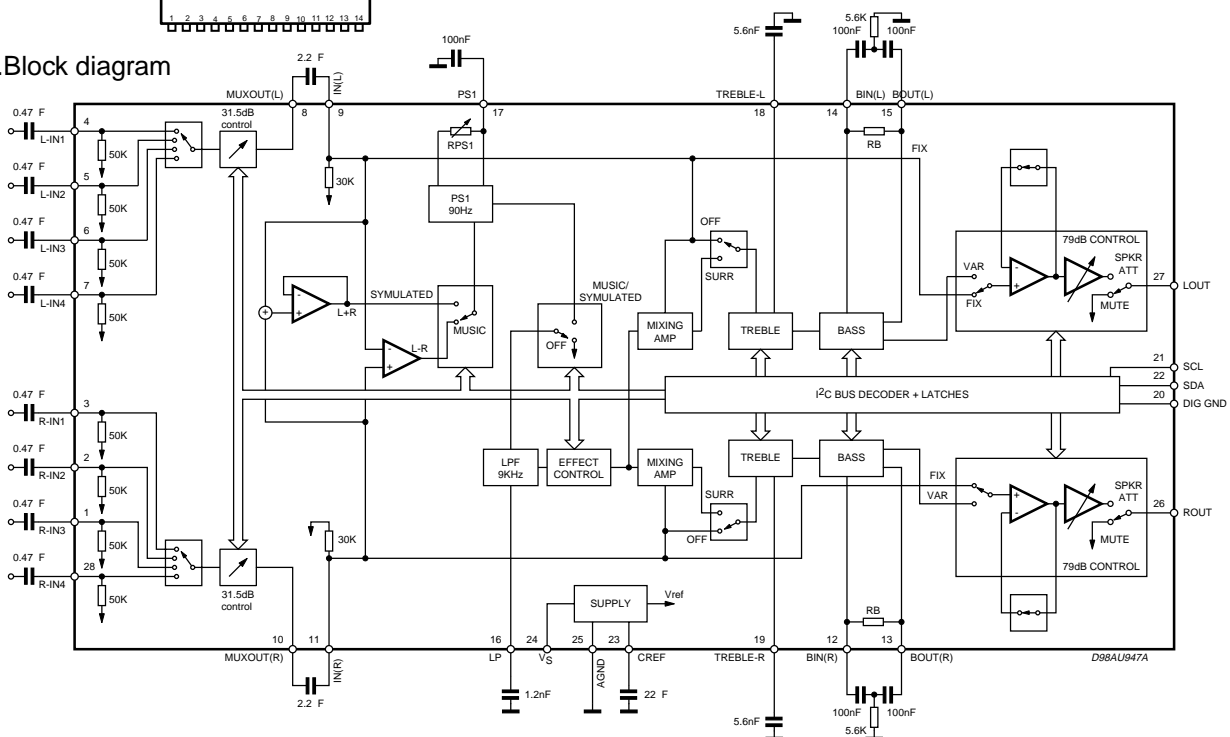 1 2 3 4 5 6 7 8 9 10 11 12 13 14
.Block diagram
100nF
5.6nF
5.6K
100nF
100nF
2.2 F
IN(L)
MUXOUT(L)
PS1
TREBLE-L
BIN(L)
BOUT(L)
8
9
17
18
14
15
0.47 F
4
L-IN1
50K
31.5dB
control
RPS1
RB
FIX
0.47 F
5
L-IN2
50K
30K
PS1
90Hz
0.47 F
6
L-IN3
50K
OFF
SURR
79dB CONTROL
VAR
FIX
SPKR
ATT
MUTE
27
LOUT
0.47 F
7
L-IN4
50K
SYMULATED
L+R
MUSIC
MUSIC/
SYMULATED
OFF
MIXING
AMP
TREBLE
BASS
+
-
+
L-R
-
+
21
SCL
22
SDA
20
DIG GND
I2C BUS DECODER + LATCHES
0.47 F
3
R-IN1
50K
0.47 F
2
R-IN2
50K
LPF
9KHz
EFFECT
CONTROL
MIXING
AMP
TREBLE
BASS
SURR
OFF
FIX
VAR
+
-
SPKR
ATT
MUTE
26
ROUT
79dB CONTROL
0.47 F
1
R-IN3
50K
30K
0.47 F
28
R-IN4
50K
31.5dB
control
SUPPLY
Vref
RB
10
11
16
24
25
23
19
12
13
MUXOUT(R)
IN(R)
LP
VS
AGND
CREF
TREBLE-R
BIN(R)
BOUT(R)
D98AU947A
2.2 F
1.2nF
22 F
5.6nF
100nF
100nF
5.6K